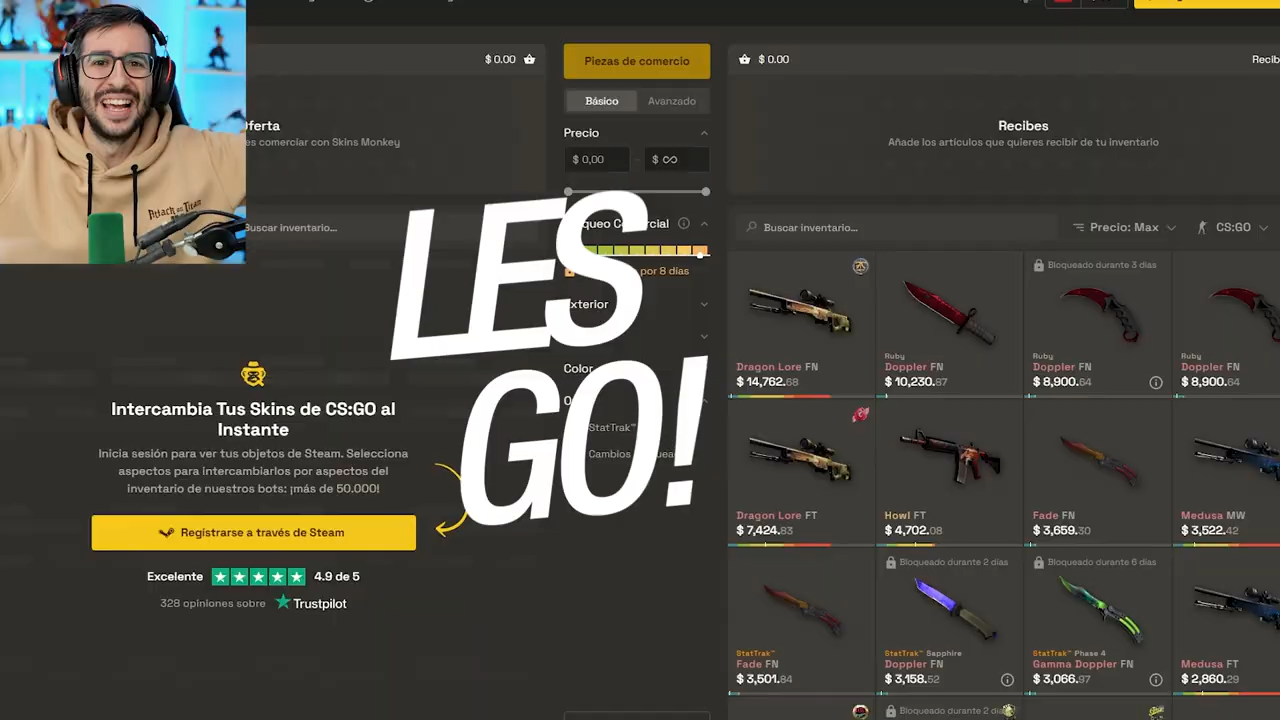 $ 0.00
Piezas de comercio
$ 0.00
Básico
Avanzado
Oferta
es comerciar con Skins Monkey
Precio
$ 0,00
$ ∞
Recibes
Añade los artículos que quieres recibir de tu inventario
Attack on Titan
LES
GO!
por 8 días
Color
StatTrak™
Cambios
Buscar inventario...
Buscar inventario...
Precio: Max
CS:GO
Intercambia Tus Skins de CS:GO al
Instante
Inicia sesión para ver tus objetos de Steam. Selecciona
aspectos para intercambiarlos por aspectos del
inventario de nuestros bots: ¡más de 50.000!
Registrarse a través de Steam
Excelente 4.9 de 5
328 opiniones sobre Trustpilot
Dragon Lore FN
$ 14,762.68
Ruby
Doppler FN
$ 10,230.87
Bloqueado durante 3 días
Ruby
Doppler FN
$ 8,900.64
Ruby
Doppler FN
$ 8,900.64
Dragon Lore FT
$ 7,424.83
Howl FT
$ 4,702.08
Fade FN
$ 3,659.30
Medusa MW
$ 3,522.42
StatTrak™
Fade FN
$ 3,501.84
Bloqueado durante 2 días
StatTrak™ Sapphire
Doppler FN
$ 3,158.52
Bloqueado durante 6 días
StatTrak™ Phase 4
Gamma Doppler FN
$ 3,066.97
Medusa FT
$ 2,860.29
Bloqueado durante 2 días